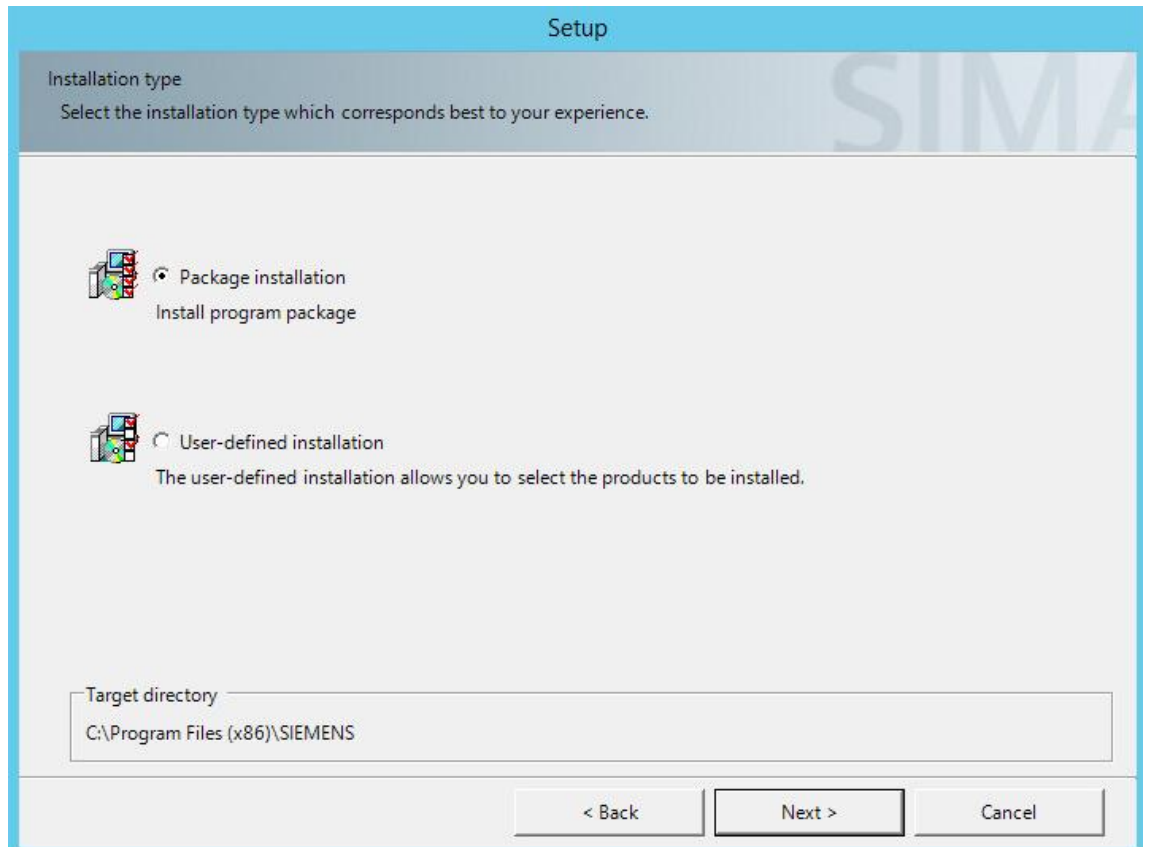 Setup
Installation type
Select the installation type which corresponds best to your experience.
SIMA
Package installation
Install program package
User-defined installation
The user-defined installation allows you to select the products to be installed.
Target directory
C:\Program Files (x86)\SIEMENS
< Back
Next >
Cancel